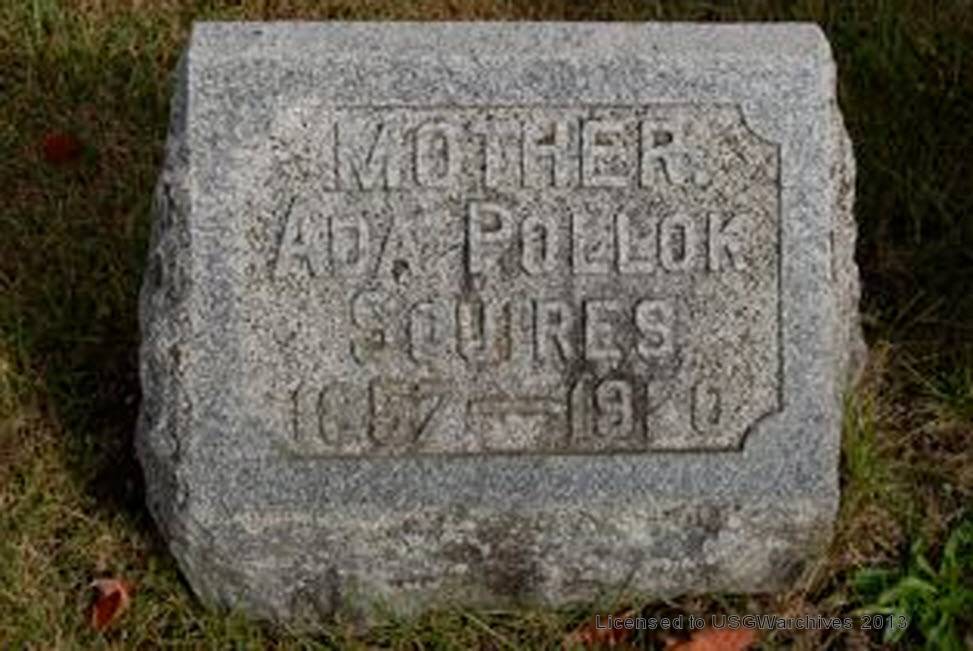 MOTHER.
ADA POLLOK
SQUIRES
Licensed to USGWarchives 2013